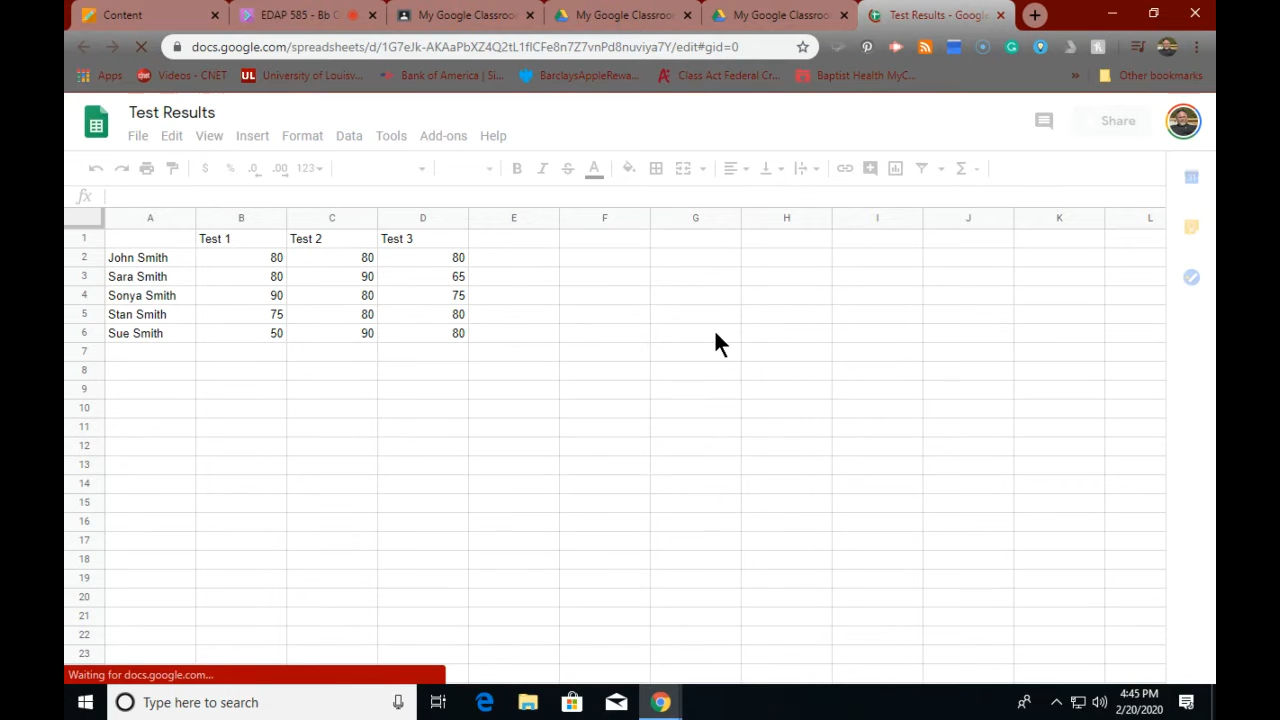 Content
EDAP 585 - Bb C
My Google Classroo
My Google Classroo
My Google Classroo
Test Results - Google
docs.google.com/spreadsheets/d/1G7eJk-AKAaPbXZ4Q2tL1flCFe8n7Z7vnPd8nuviya7Y/edit#gid=0
Apps
Videos - CNET
UL University of Louisv...
Bank of America | Si...
BarclaysAppleRewa...
Class Act Federal Cr...
Baptist Health MyC...
»
Other bookmarks
Test Results
File Edit View Insert Format Data Tools Add-ons Help
Share
$ % .0 .00 123
B I S A
fx
A B C D E F G H I J K L
1 Test 1 Test 2 Test 3
2 John Smith 80 80 80
3 Sara Smith 80 90 65
4 Sonya Smith 90 80 75
5 Stan Smith 75 80 80
6 Sue Smith 50 90 80
7
8
9
10
11
12
13
14
15
16
17
18
19
20
21
22
23
Waiting for docs.google.com...
Type here to search
4:45 PM
2/20/2020